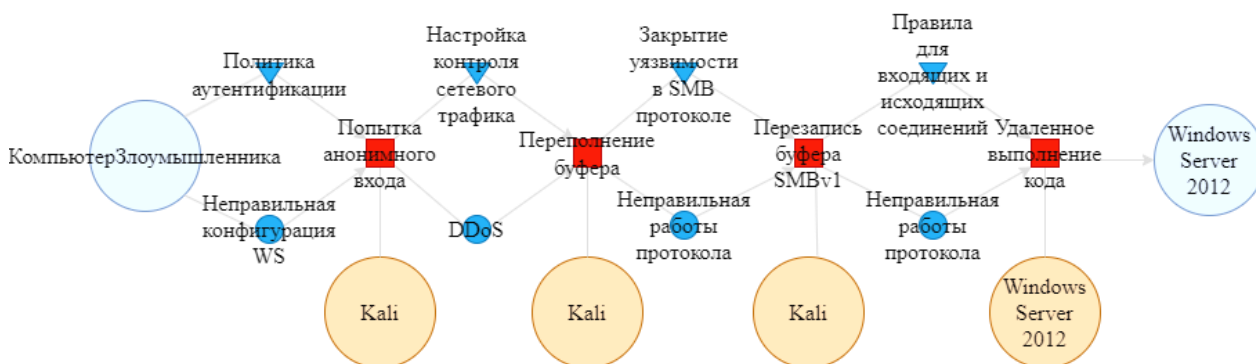 Политика
аутентификации
Настройка
контроля
сетевого
трафика
Закрытие
уязвимости
в SMB
протоколе
Правила
для
входящих и
исходящих
соединений
КомпьютерЗлоумышленника
Попытка
анонимного
входа
Переполнение
буфера
Перезапись
буфера
SMBv1
Удаленное
выполнение
кода
Windows
Server
2012
Неправильная
конфигурация
WS
DDoS
Неправильная
работы
протокола
Неправильная
работы
протокола
Kali
Kali
Kali
Windows
Server
2012